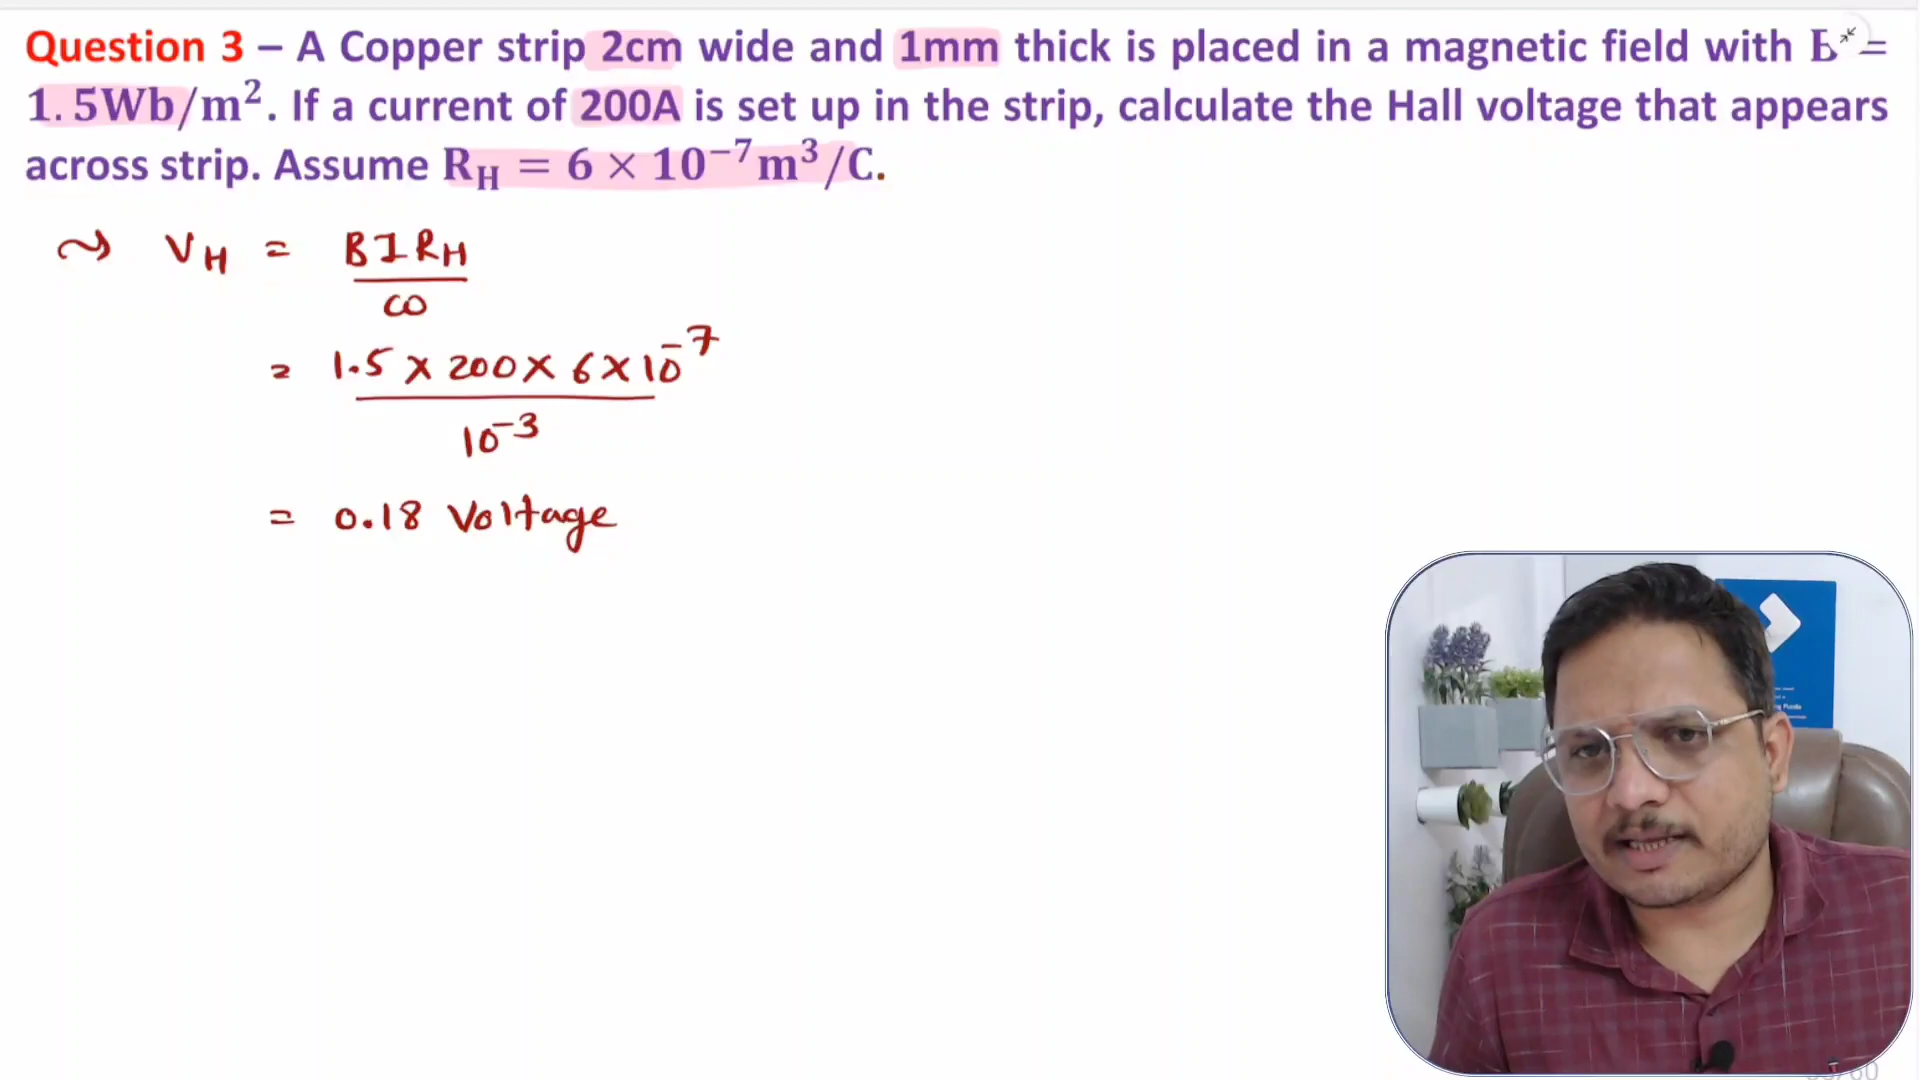 Question 3 – A Copper strip 2cm wide and 1mm thick is placed in a magnetic field with B =
1.5Wb/m². If a current of 200A is set up in the strip, calculate the Hall voltage that appears
across strip. Assume R_H = 6 × 10⁻⁷m³/C.
V_H = BIR_H / ω
= 1.5 × 200 × 6 × 10⁻⁷ / 10⁻³
= 0.18 Voltage